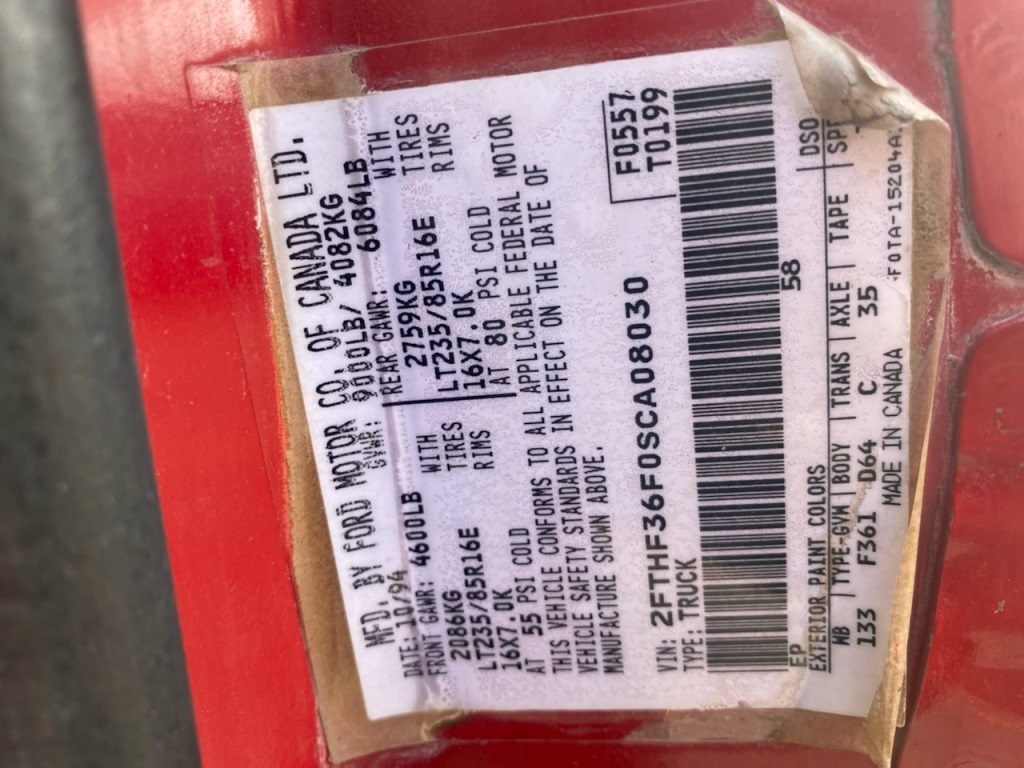 MFD. BY FORD MOTOR CO. OF CANADA LTD.
DATE: 10/94 GVWR: 9000LB/ 4082KG
FRONT GAWR: 4600LB REAR GAWR: 6084LB
2086KG WITH 2759KG WITH
LT235/85R16E TIRES LT235/85R16E TIRES
16X7.0K RIMS 16X7.0K RIMS
AT 55 PSI COLD AT 80 PSI COLD
THIS VEHICLE CONFORMS TO ALL APPLICABLE FEDERAL MOTOR
VEHICLE SAFETY STANDARDS IN EFFECT ON THE DATE OF
MANUFACTURE SHOWN ABOVE.
F0557
T0199
VIN: 2FTHF36F0SCA08030
TYPE: TRUCK
EP 58
EXTERIOR PAINT COLORS DSO
WB TYPE-GVM BODY TRANS AXLE TAPE SPR
133 F361 D64 C 35
MADE IN CANADA